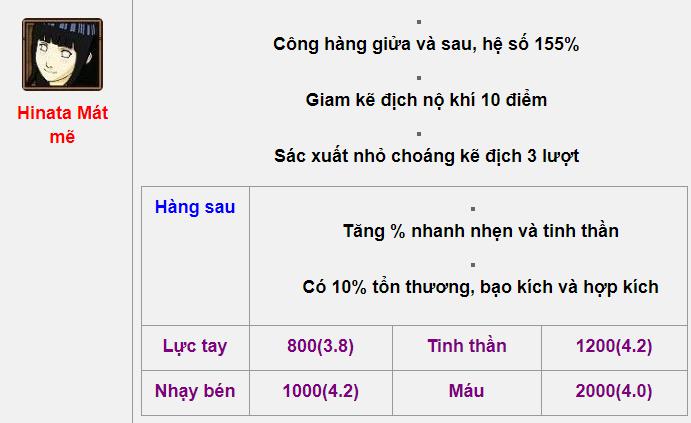 Hinata Mát
mẽ
Công hàng giửa và sau, hệ số 155%
Giam kẽ địch nộ khí 10 điểm
Sác xuất nhỏ choáng kẽ địch 3 lượt
Hàng sau
Tăng % nhanh nhẹn và tinh thần
Có 10% tổn thương, bạo kích và hợp kích
Lực tay 800(3.8) Tinh thần 1200(4.2)
Nhạy bén 1000(4.2) Máu 2000(4.0)